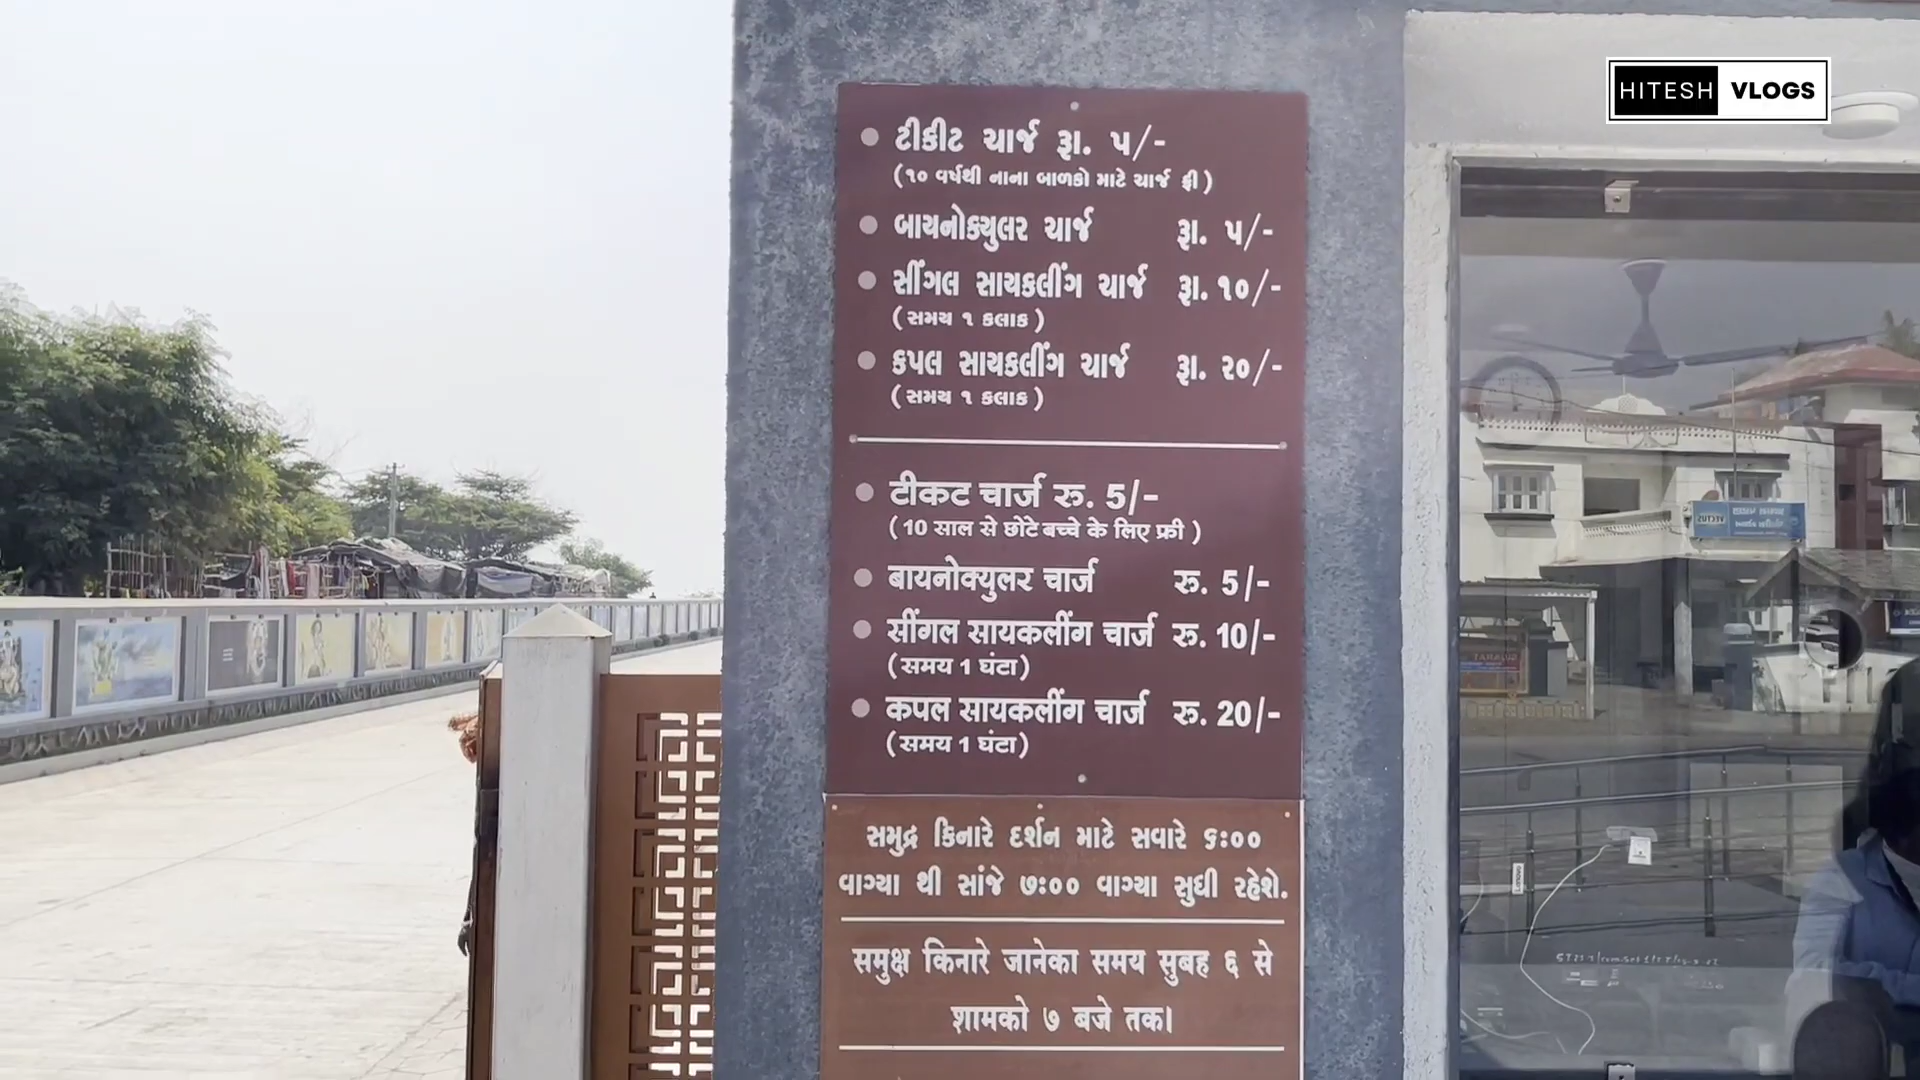 HITESH VLOGS
ટીકીટ ચાર્જ રૂા. ૫/-
(૧૦ વર્ષથી નાના બાળકો માટે ચાર્જ ફ્રી)
બાયનોક્યુલર ચાર્જ રૂા. ૫/-
સીંગલ સાયકલીંગ ચાર્જ રૂા. ૧૦/-
(સમય ૧ કલાક)
કપલ સાયકલીંગ ચાર્જ રૂા. ૨૦/-
(સમય ૧ કલાક)
टीकट चार्ज रु. 5/-
(10 साल से छोटे बच्चे के लिए फ्री)
बायनोक्युलर चार्ज रु. 5/-
सींगल सायकलींग चार्ज रु. 10/-
(समय 1 घंटा)
कपल सायकलींग चार्ज रु. 20/-
(समय 1 घंटा)
સમુદ્ર કિનારે દર્શન માટે સવારે ૬:૦૦
વાગ્યા થી સાંજે ૭:૦૦ વાગ્યા સુધી રહેશે.
समुक्ष किनारे जानेका समय सुबह ६ से
शामको ७ बजे तक।